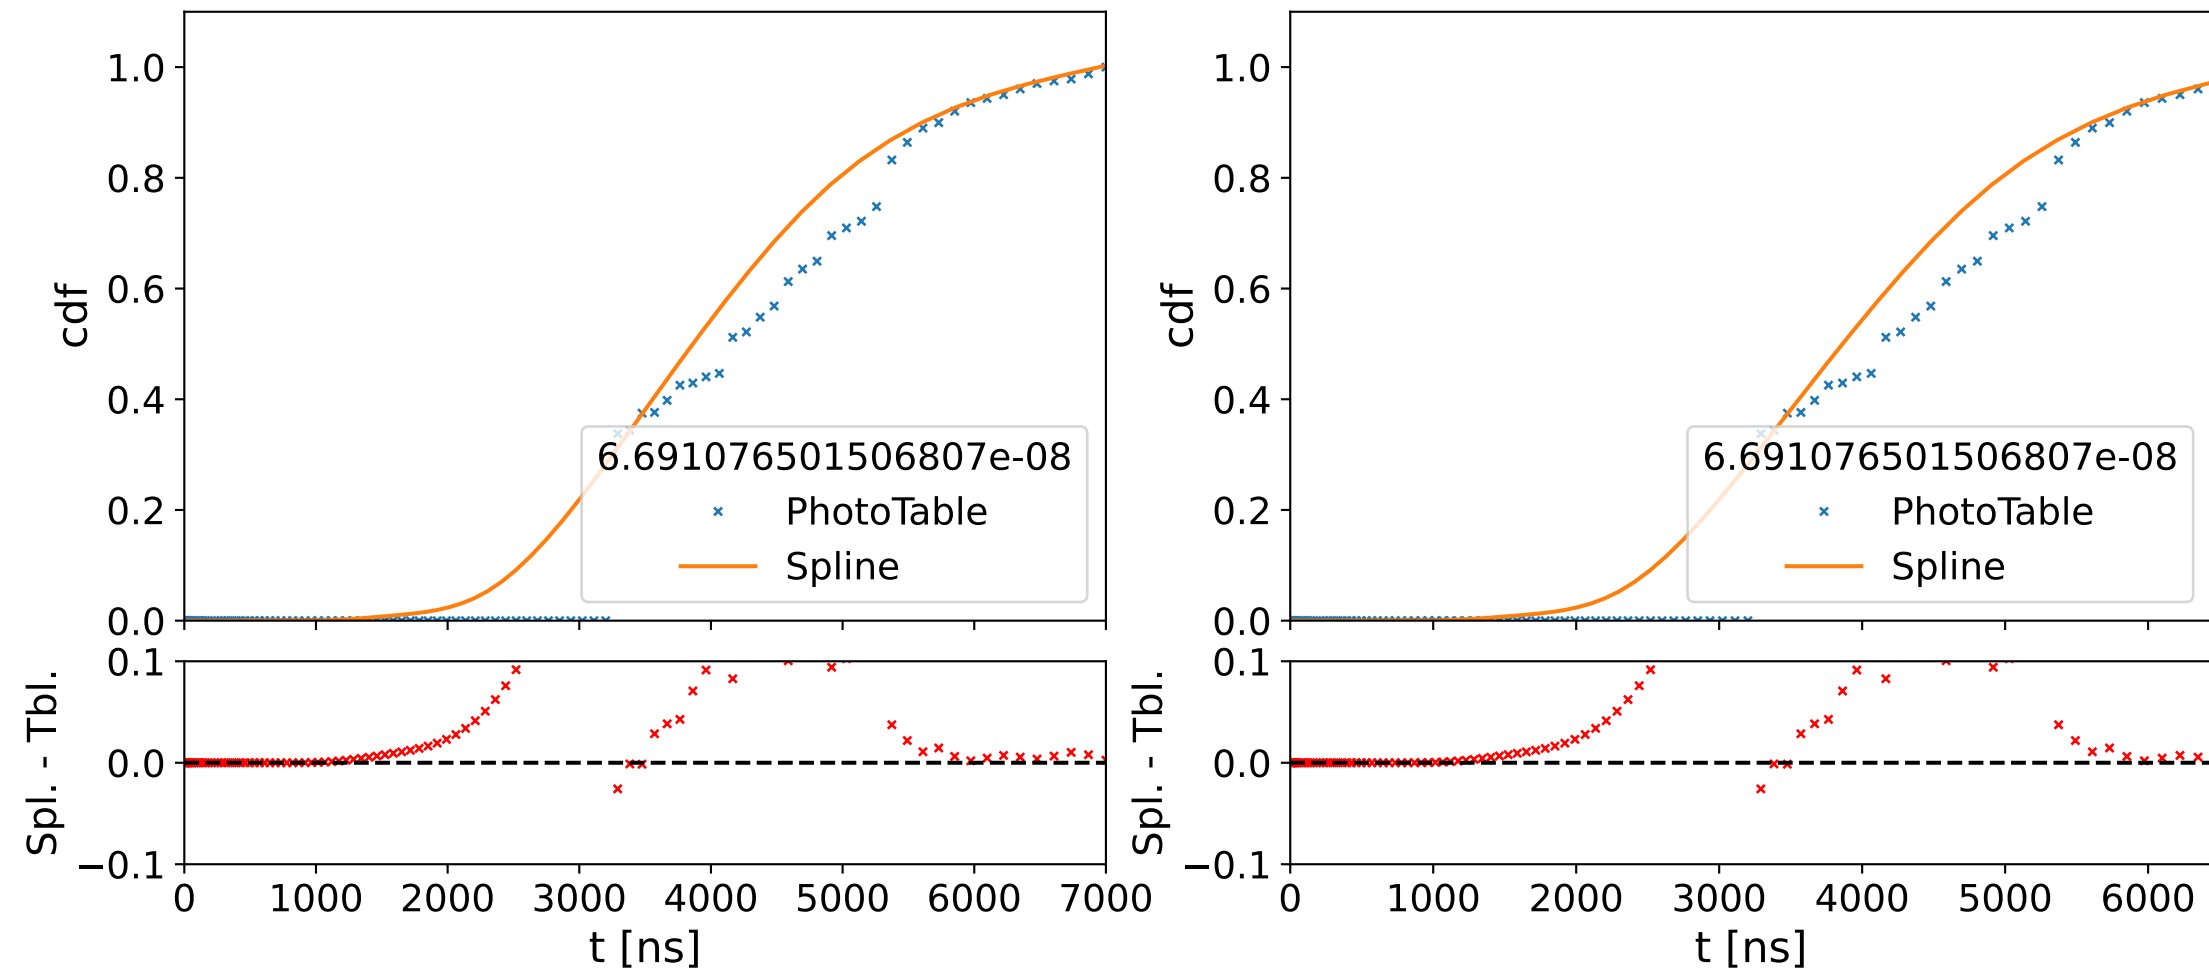 1.0
0.8
0.6
0.4
0.2
0.0
cdf
6.691076501506807e-08
PhotoTable
Spline
0.1
0.0
−0.1
Spl. - Tbl.
0 1000 2000 3000 4000 5000 6000 7000
t [ns]
1.0
0.8
0.6
0.4
0.2
0.0
cdf
6.691076501506807e-08
PhotoTable
Spline
0.1
0.0
−0.1
Spl. - Tbl.
0 1000 2000 3000 4000 5000 6000
t [ns]